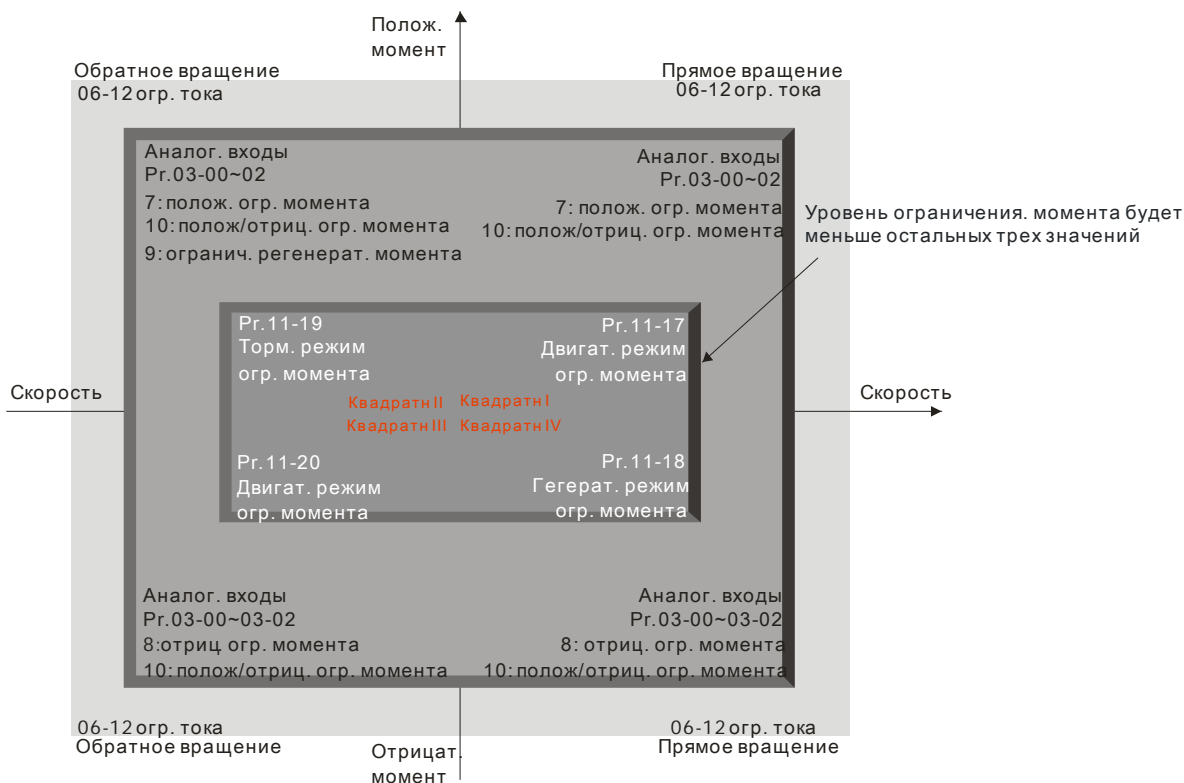 Полож.
момент
Обратное вращение
06-12 огр. тока
Прямое вращение
06-12 огр. тока
Аналог. входы
Pr.03-00~02
7: полож. огр. момента
10: полож/отриц. огр. момента
9: огранич. регенерат. момента
Аналог. входы
Pr.03-00~02
7: полож. огр. момента
10: полож/отриц. огр. момента
Уровень ограничения. момента будет
меньше остальных трех значений
Pr.11-19
Торм. режим
огр. момента
Pr.11-17
Двигат. режим
огр. момента
Скорость
Скорость
Квадратн II
Квадратн I
Квадратн III
Квадратн IV
Pr.11-20
Двигат. режим
огр. момента
Pr.11-18
Гегерат. режим
огр. момента
Аналог. входы
Pr.03-00~03-02
8:отриц. огр. момента
10: полож/отриц. огр. момента
Аналог. входы
Pr.03-00~03-02
8: отриц. огр. момента
10: полож/отриц. огр. момента
06-12 огр. тока
Обратное вращение
06-12 огр. тока
Прямое вращение
Отрицат.
момент